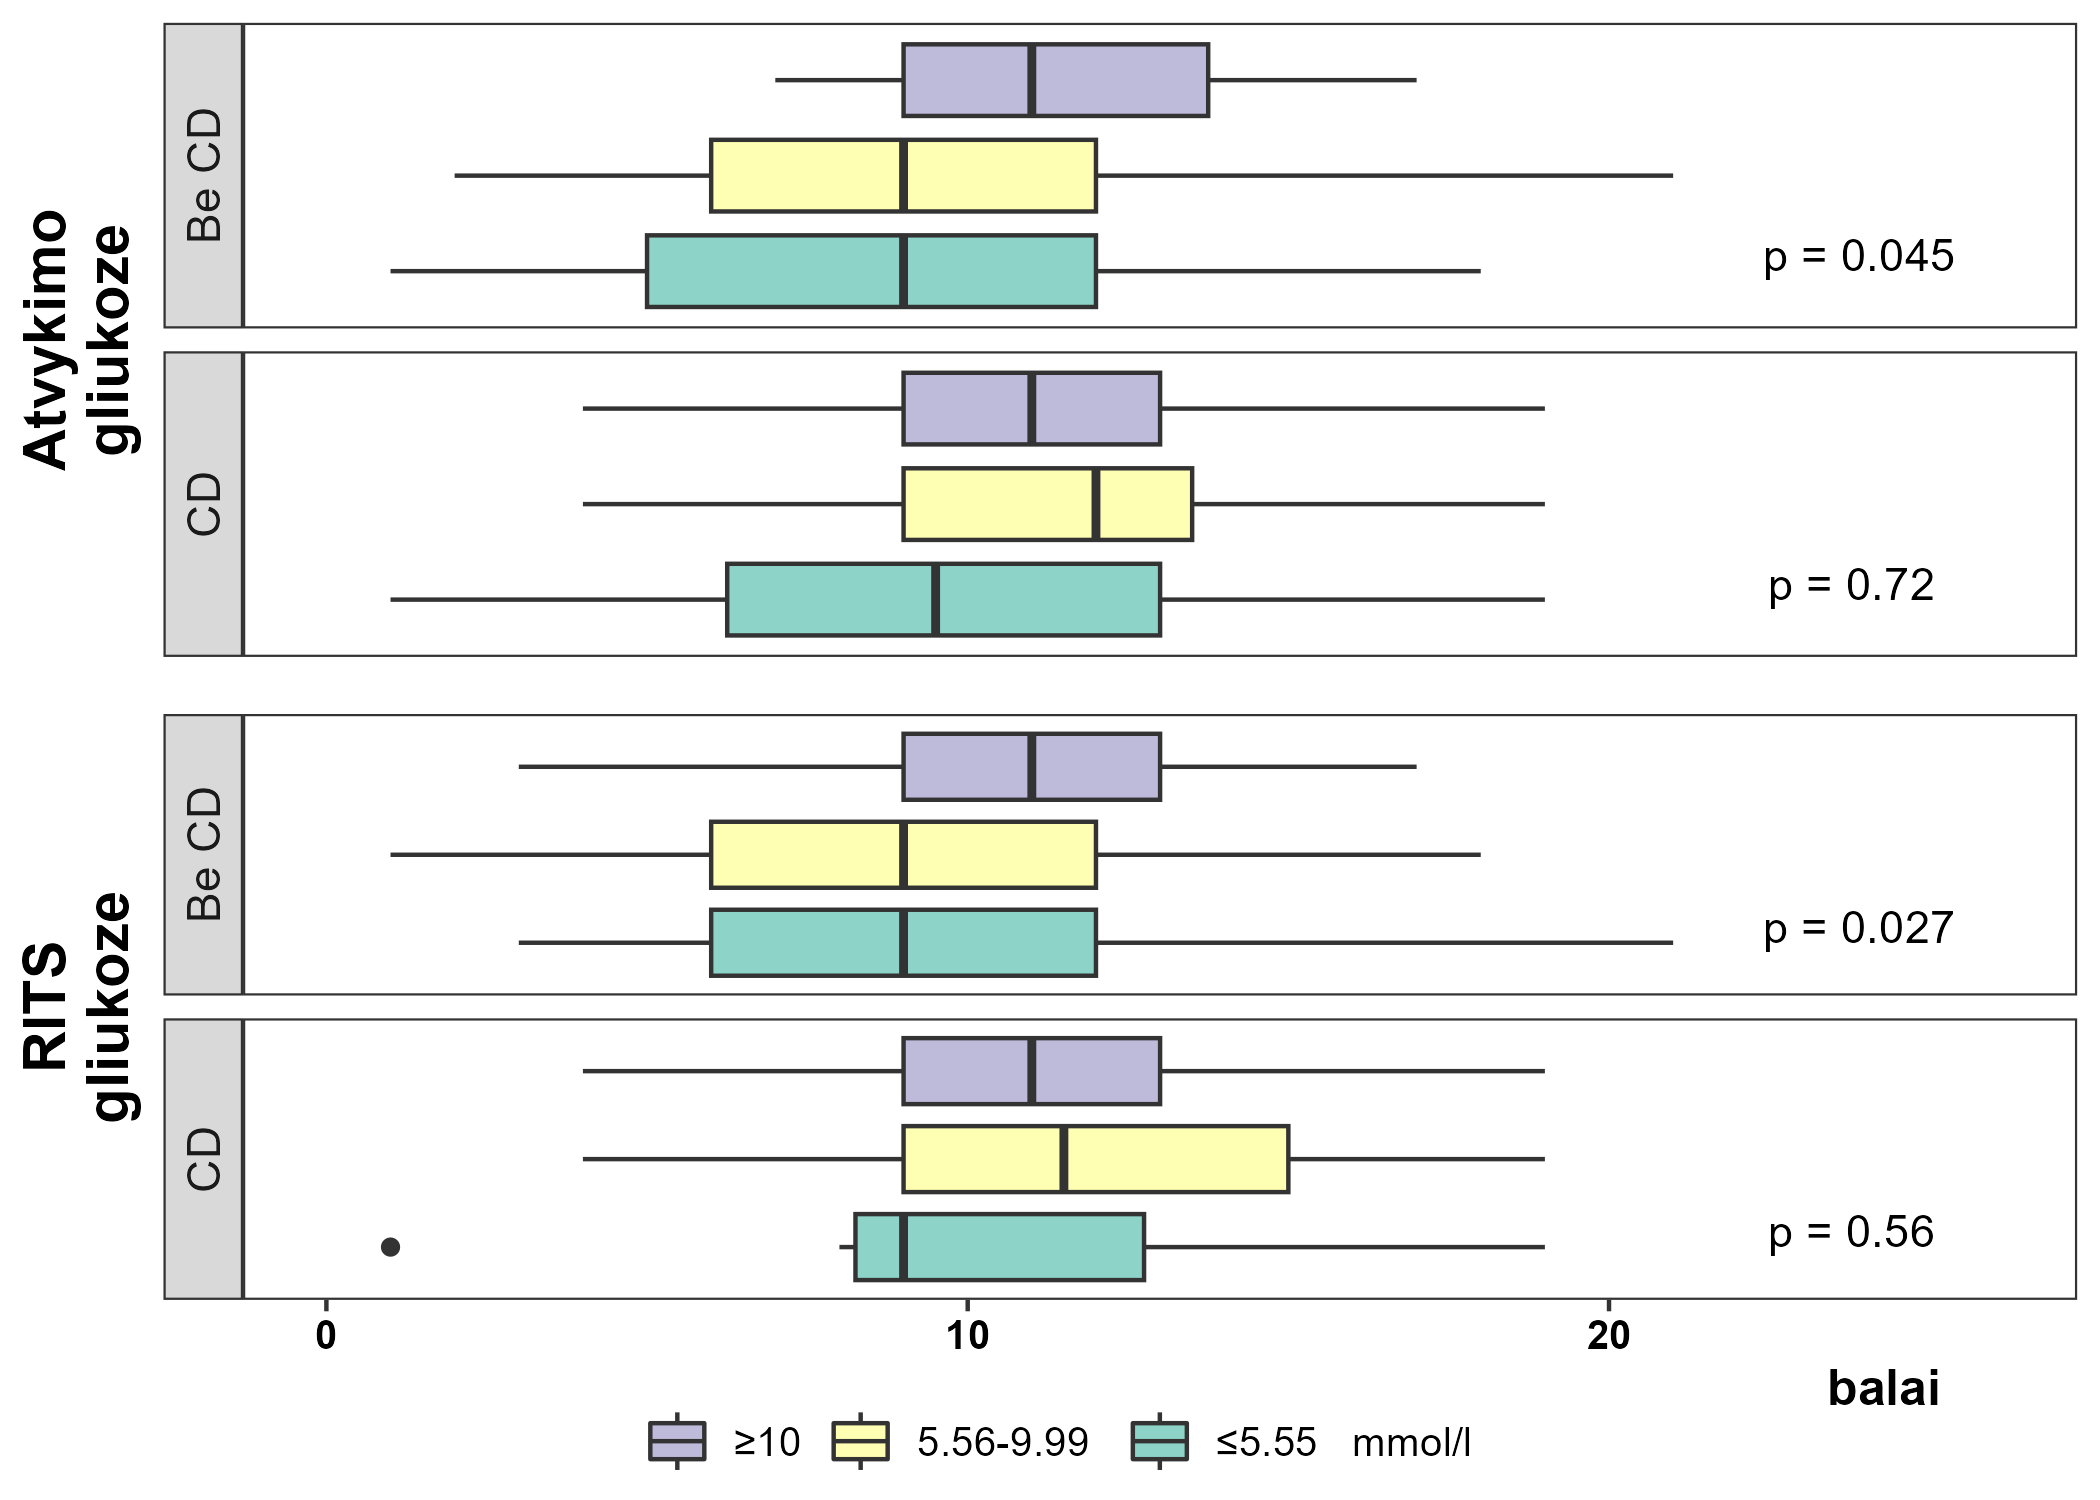 Atvykimo
gliukoze
Be CD
p = 0.045
CD
p = 0.72
RITS
gliukoze
Be CD
p = 0.027
CD
p = 0.56
0 10 20
balai
≥10 5.56-9.99 ≤5.55 mmol/l